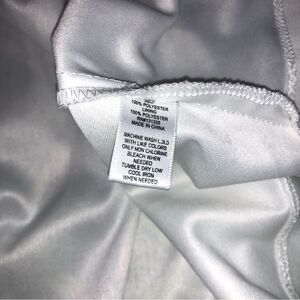 100% POLYESTER
LINING
100% POLYESTER
MADE IN CHINA
MACHINE WASH COLD
WITH LIKE COLORS
ONLY NON CHLORINE
BLEACH WHEN
NEEDED
TUMBLE DRY LOW
COOL IRON
WHEN NEEDED